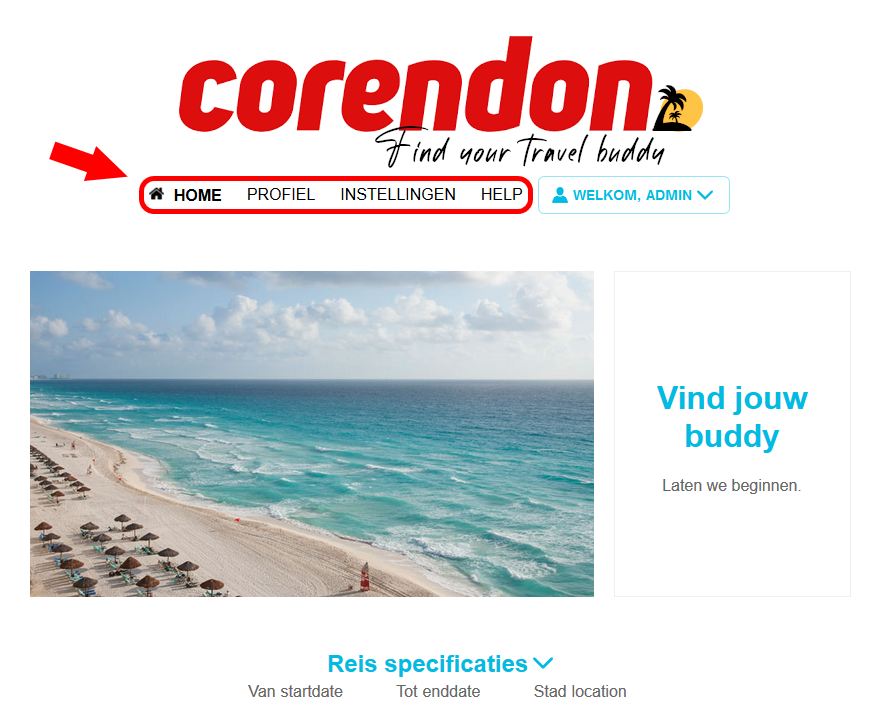 corendon
Find your travel buddy
HOME PROFIEL INSTELLINGEN HELP WELKOM, ADMIN
Vind jouw
buddy
Laten we beginnen.
Reis specificaties
Van startdate Tot enddate Stad location